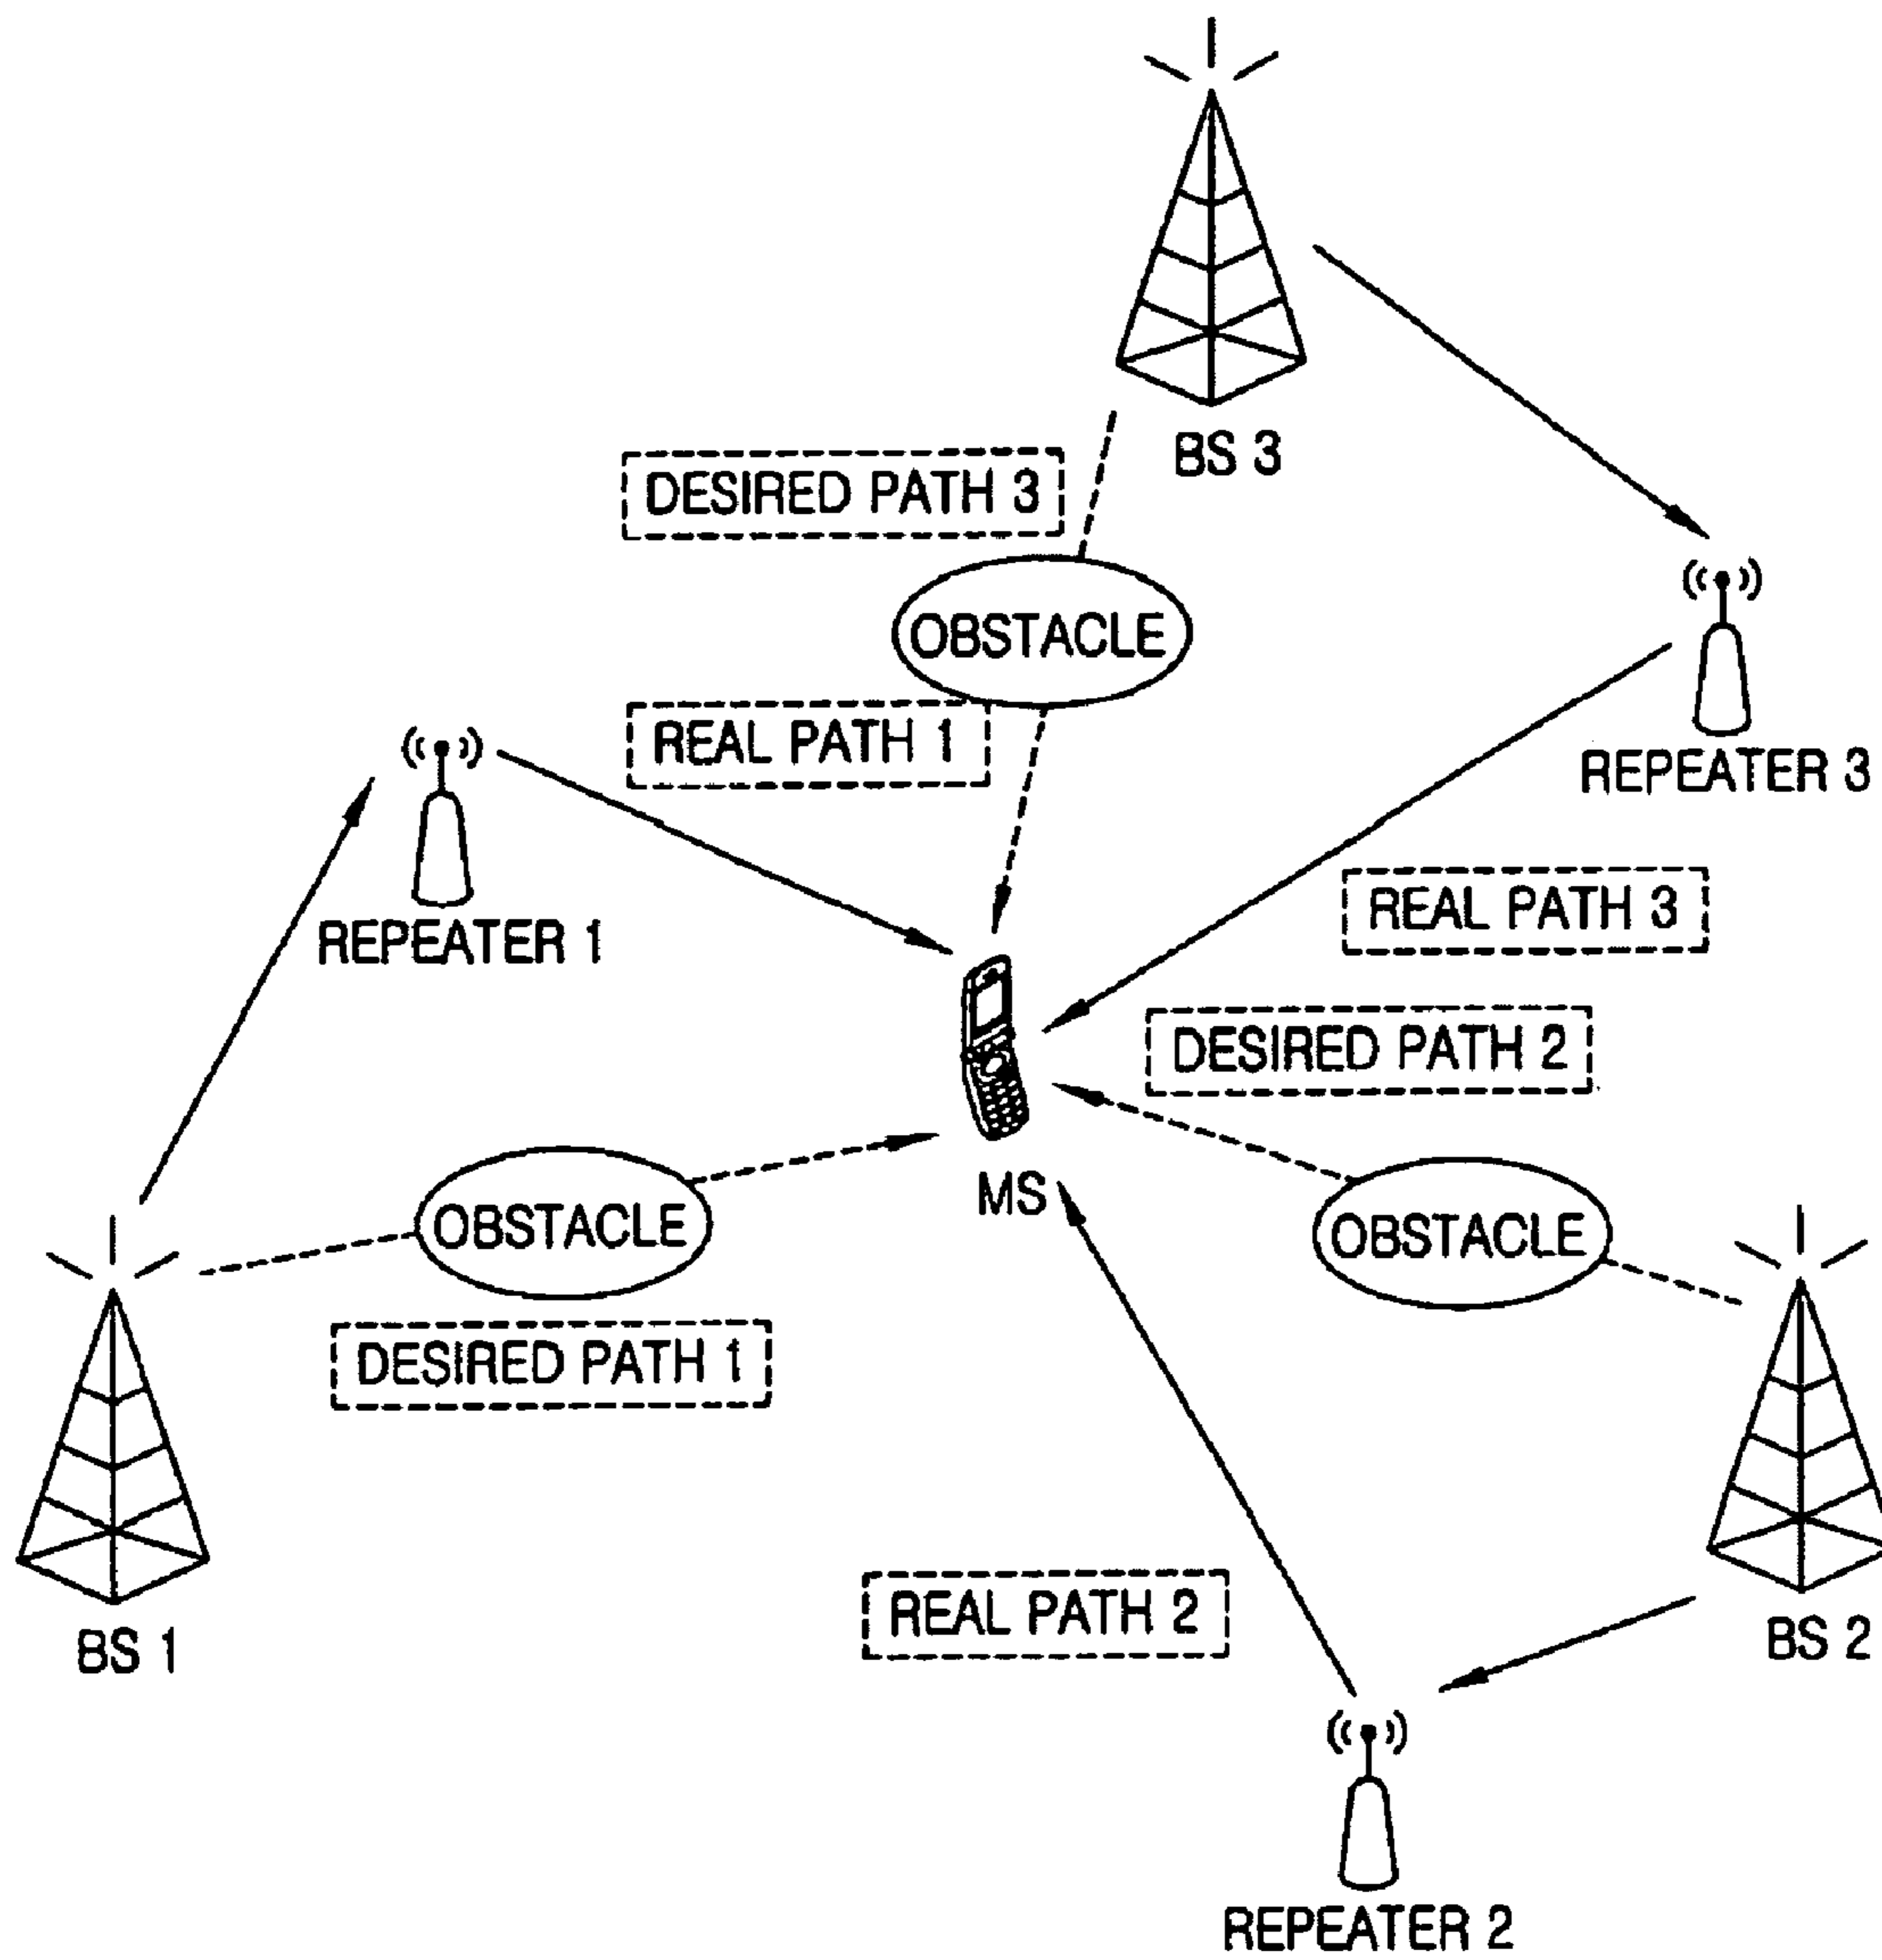 BS 3
DESIRED PATH 3
OBSTACLE
REAL PATH 1
REPEATER 3
REPEATER 1
REAL PATH 3
DESIRED PATH 2
MS
OBSTACLE
OBSTACLE
DESIRED PATH 1
REAL PATH 2
BS 1
BS 2
REPEATER 2